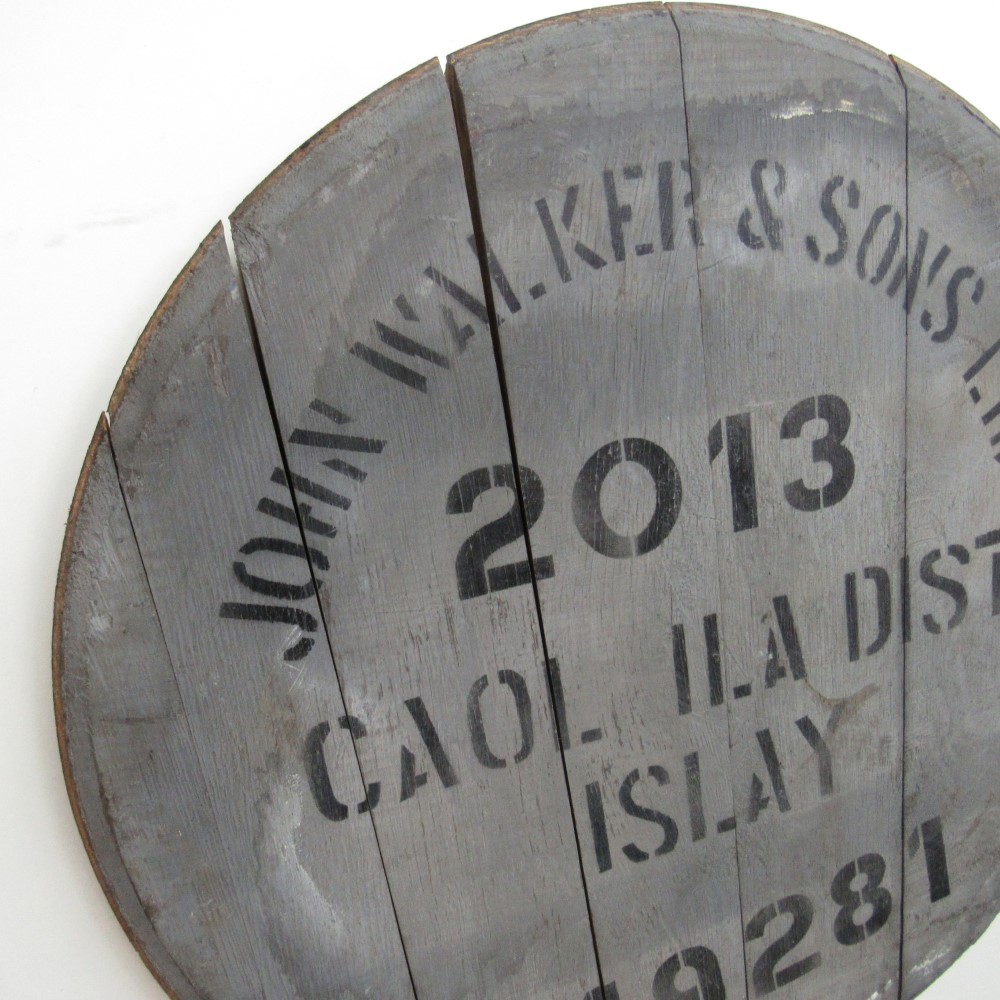 JOHN WALKER & SONS
2013
CAOL ILA DIST
ISLAY
9281